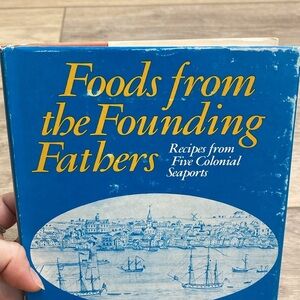 Foods from
the Founding
Fathers
Recipes from
Five Colonial
Seaports